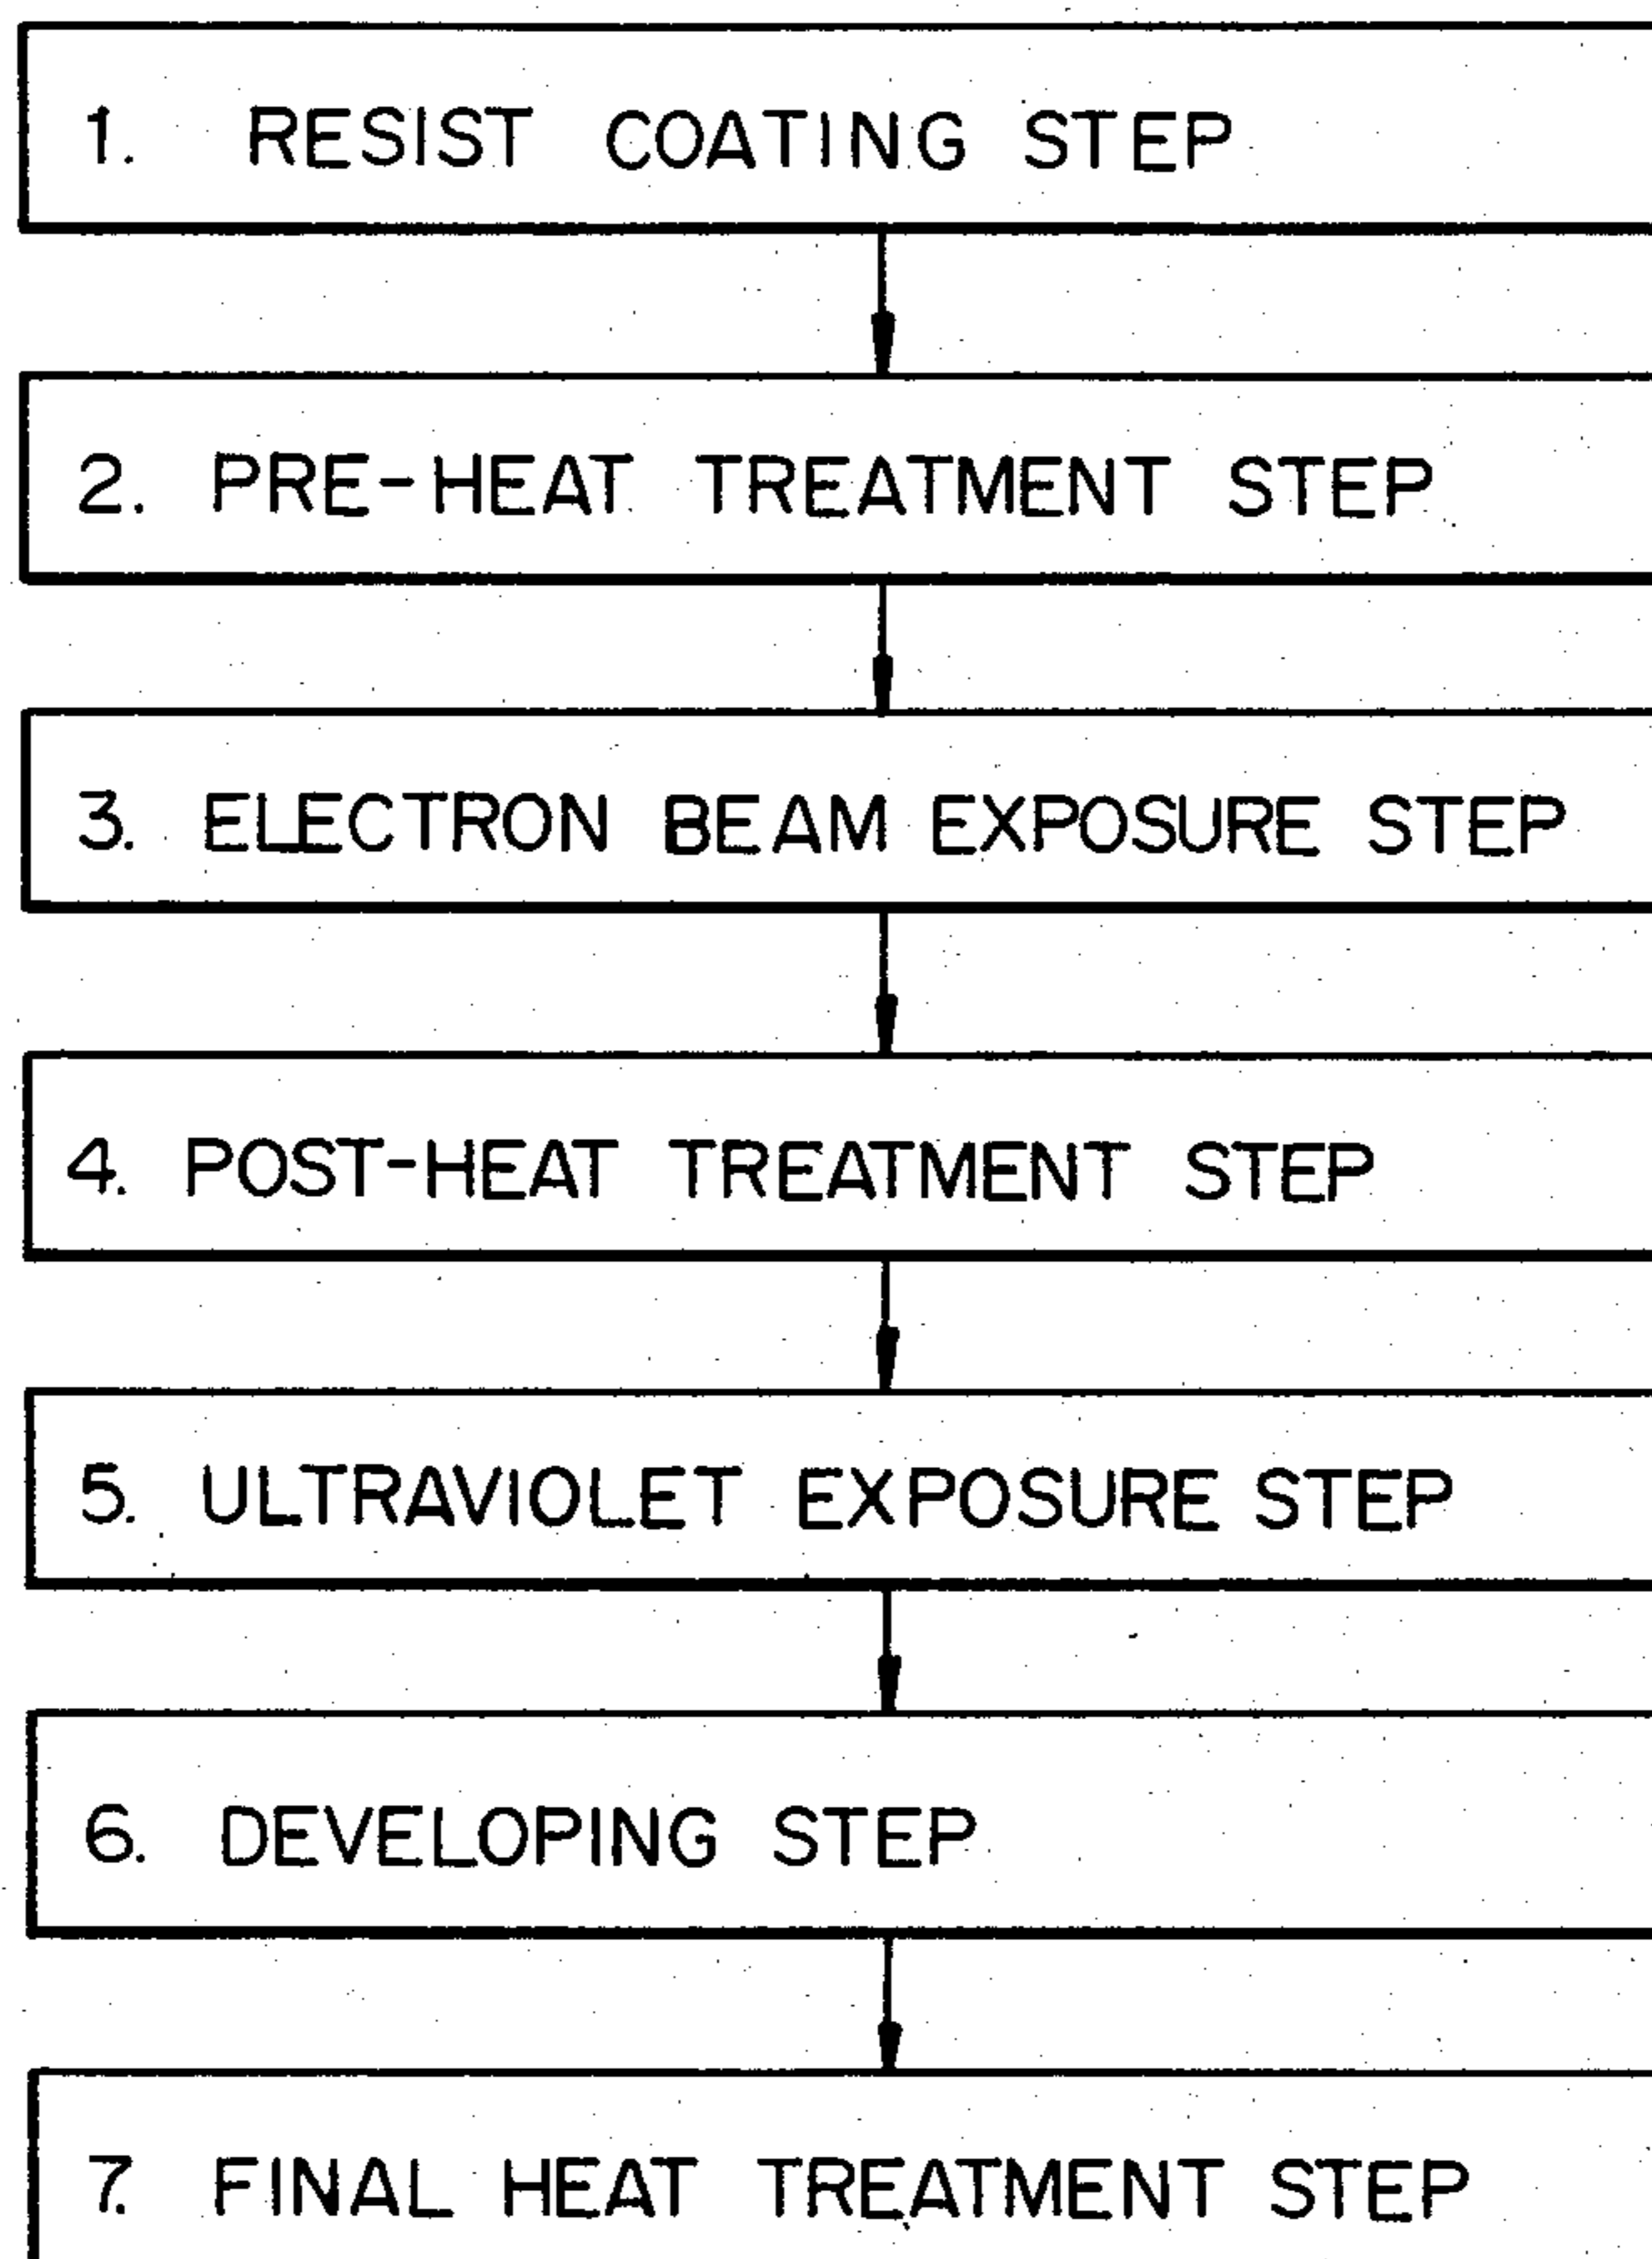 1. RESIST COATING STEP
2. PRE-HEAT TREATMENT STEP
3. ELECTRON BEAM EXPOSURE STEP
4. POST-HEAT TREATMENT STEP
5. ULTRAVIOLET EXPOSURE STEP
6. DEVELOPING STEP
7. FINAL HEAT TREATMENT STEP